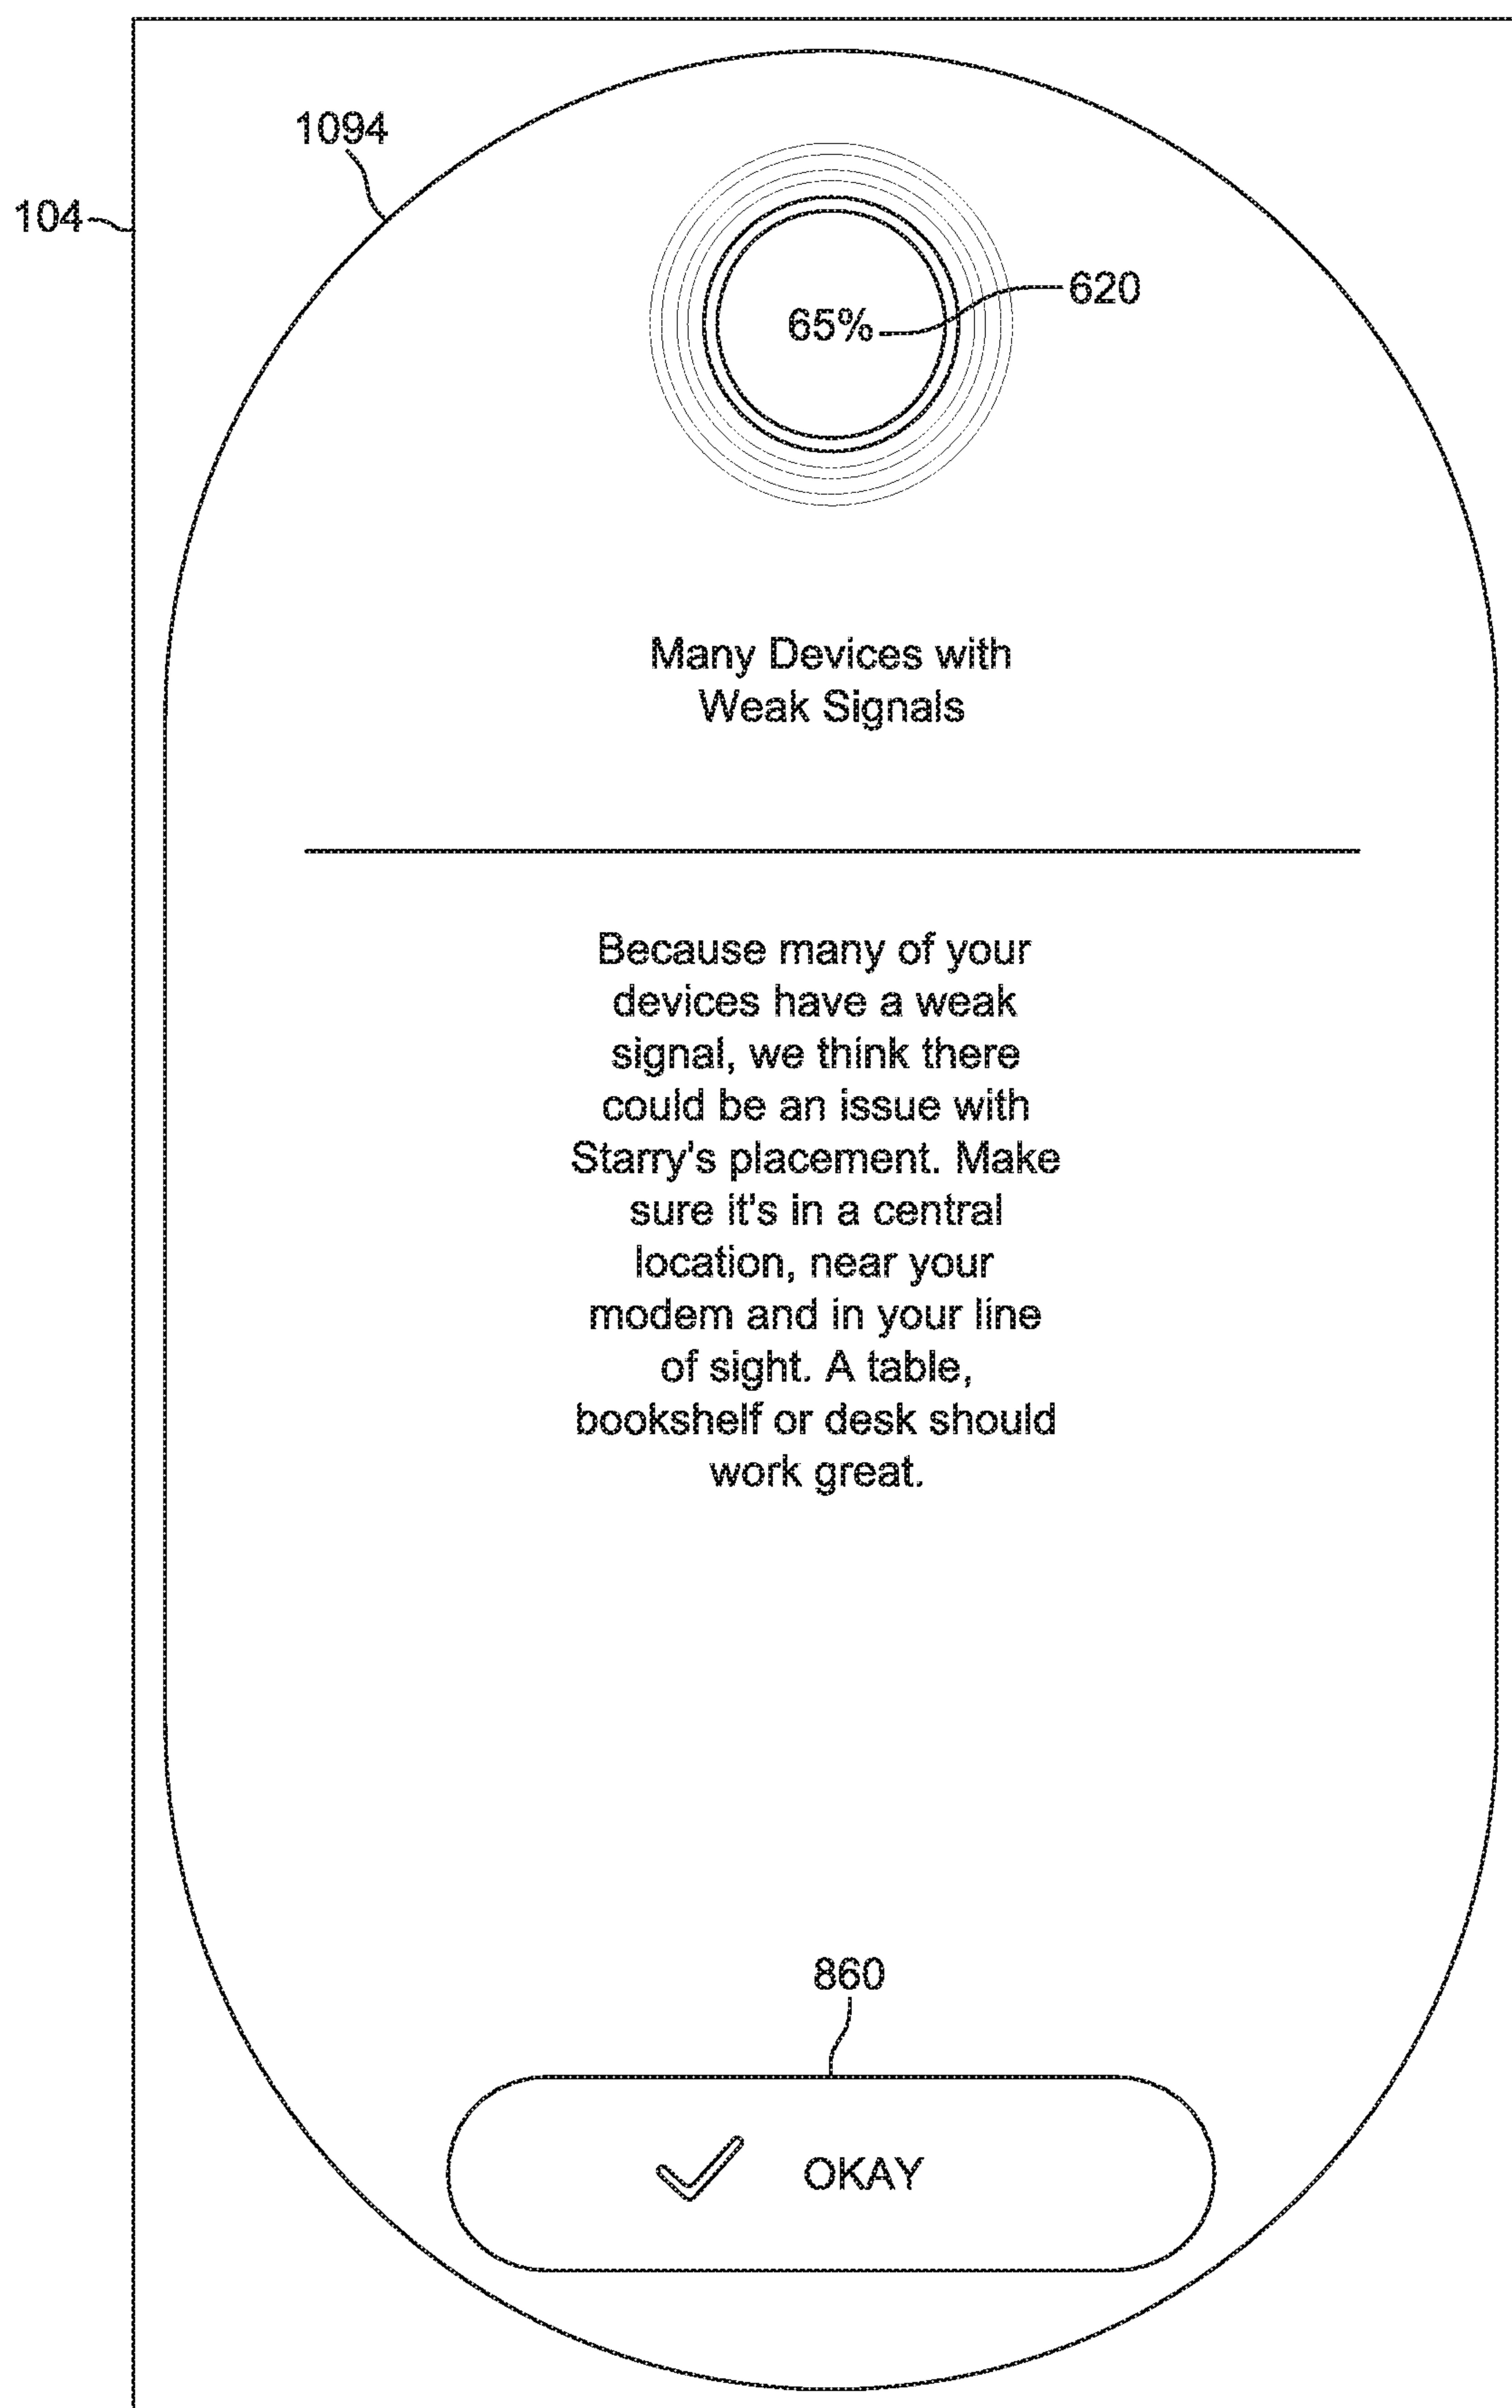 1094
104
620
65%
Many Devices with
Weak Signals
Because many of your
devices have a weak
signal, we think there
could be an issue with
Starry's placement. Make
sure it's in a central
location, near your
modem and in your line
of sight. A table,
bookshelf or desk should
work great.
860
OKAY